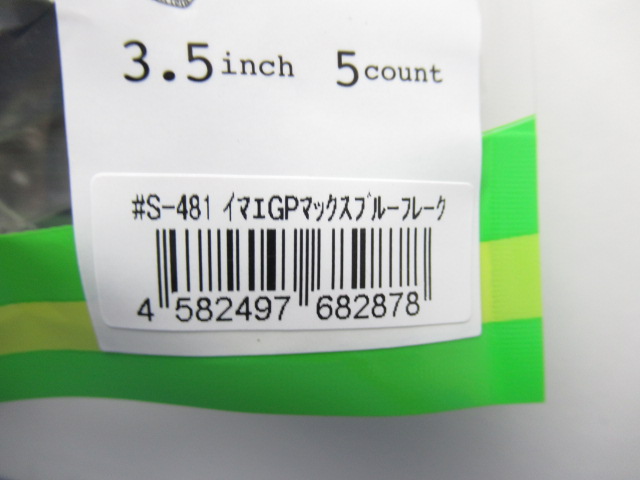 3.5inch 5count
#S-481 ｲﾏｴGPﾏｯｸｽﾌﾞﾙｰﾌﾚｰｸ
4 582497 682878